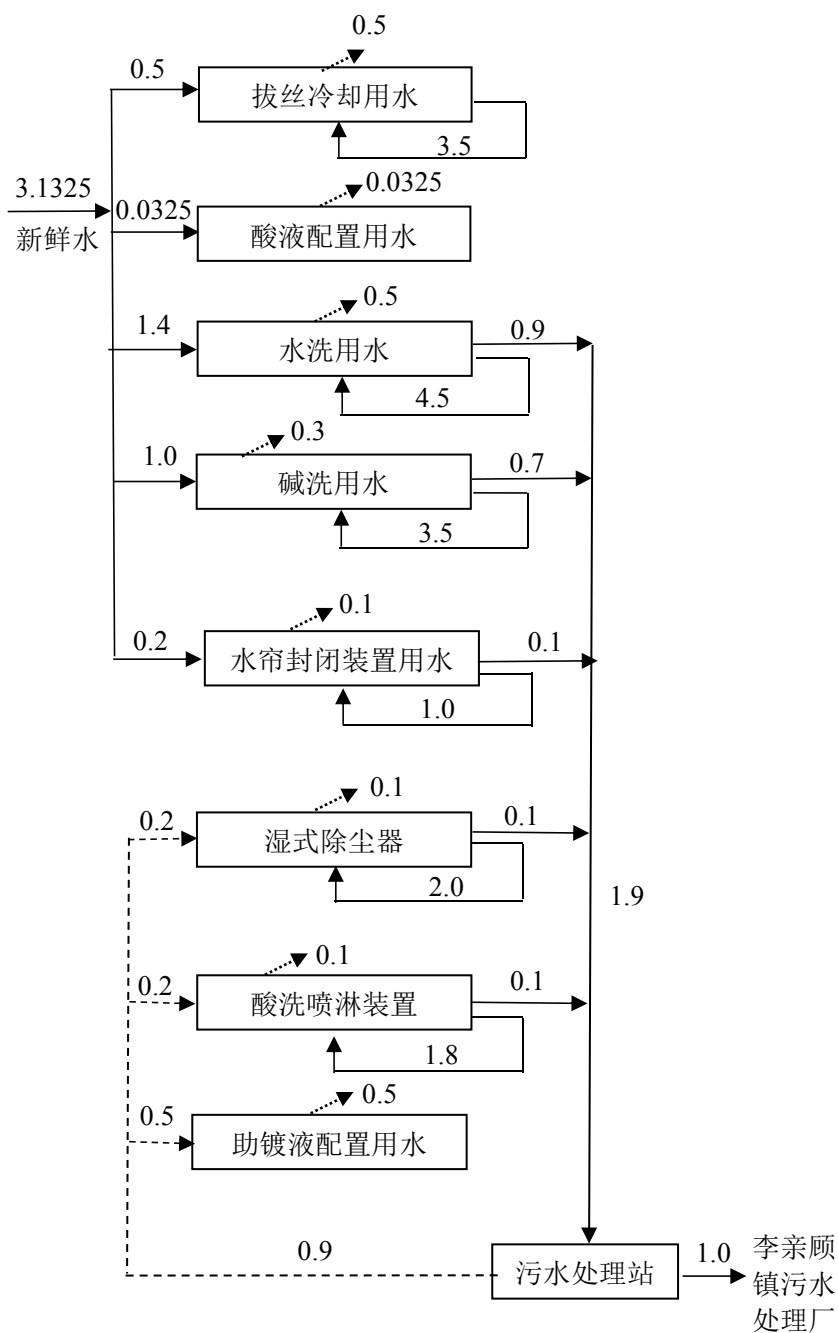 0.5
0.5
拔丝冷却用水
3.5
3.1325
新鲜水
0.0325
0.0325
酸液配置用水
1.4
0.5
水洗用水
0.9
4.5
1.0
0.3
碱洗用水
0.7
3.5
0.2
0.1
水帘封闭装置用水
0.1
1.0
0.2
0.1
湿式除尘器
0.1
2.0
1.9
0.2
0.1
酸洗喷淋装置
0.1
1.8
0.5
0.5
助镀液配置用水
0.9
污水处理站
1.0
李亲顾
镇污水
处理厂